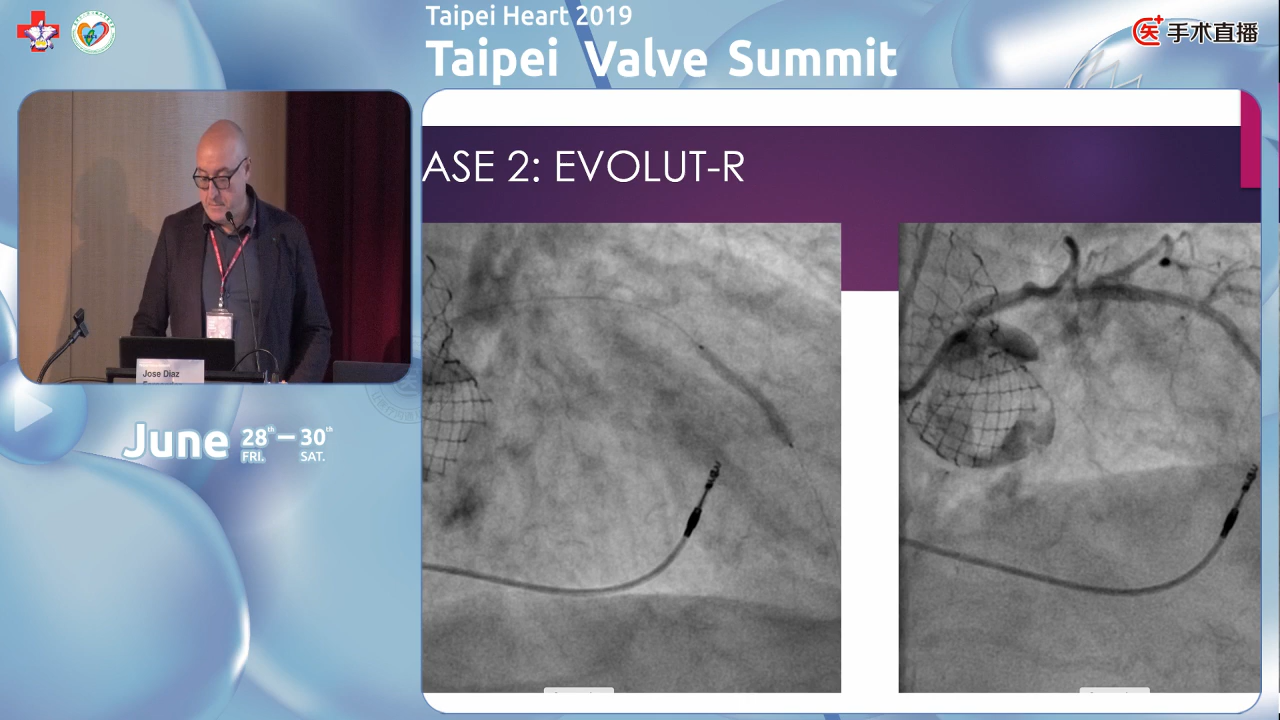 Taipei Heart 2019
Taipei Valve Summit
手术直播
ASE 2: EVOLUT-R
Jose Diaz
June 28th – 30th
FRI. SAT.